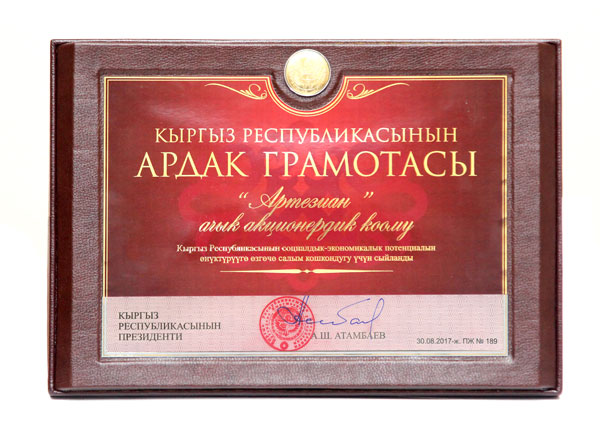 КЫРГЫЗ РЕСПУБЛИКАСЫНЫН
АРДАК ГРАМОТАСЫ
“Артезиан”
ачык акционердик коому
Кыргыз Республикасынын социалдык-экономикалык потенциалын
өнүктүрүүгө өзгөчө салым кошкондугу үчүн сыйланды
КЫРГЫЗ
РЕСПУБЛИКАСЫНЫН
ПРЕЗИДЕНТИ
А.Ш. АТАМБАЕВ
30.08.2017-ж. ПЖ № 189